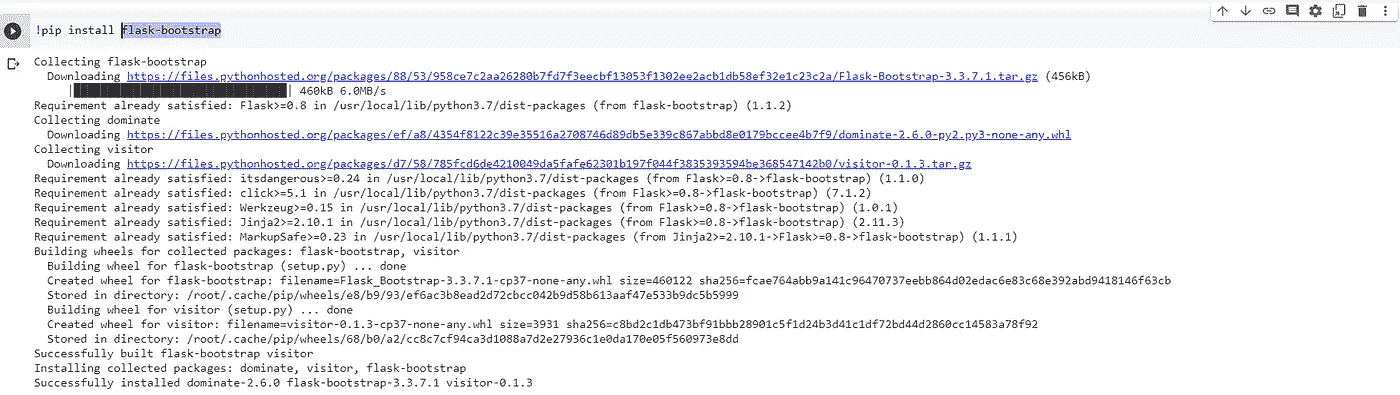 !pip install flask-bootstrap
Collecting flask-bootstrap
Downloading https://files.pythonhosted.org/packages/88/53/958ce7c2aa26280b7fd7f3eecbf13053f1302ee2acb1db58ef32e1c23c2a/Flask-Bootstrap-3.3.7.1.tar.gz (456kB)
|████████████████████████████████| 460kB 6.0MB/s
Requirement already satisfied: Flask>=0.8 in /usr/local/lib/python3.7/dist-packages (from flask-bootstrap) (1.1.2)
Collecting dominate
Downloading https://files.pythonhosted.org/packages/ef/a8/4354f8122c39e35516a2708746d89db5e339c867abbd8e0179bccee4b7f9/dominate-2.6.0-py2.py3-none-any.whl
Collecting visitor
Downloading https://files.pythonhosted.org/packages/d7/58/785fcd6de4210049da5fafe62301b197f044f3835393594be368547142b0/visitor-0.1.3.tar.gz
Requirement already satisfied: itsdangerous>=0.24 in /usr/local/lib/python3.7/dist-packages (from Flask>=0.8->flask-bootstrap) (1.1.0)
Requirement already satisfied: click>=5.1 in /usr/local/lib/python3.7/dist-packages (from Flask>=0.8->flask-bootstrap) (7.1.2)
Requirement already satisfied: Werkzeug>=0.15 in /usr/local/lib/python3.7/dist-packages (from Flask>=0.8->flask-bootstrap) (1.0.1)
Requirement already satisfied: Jinja2>=2.10.1 in /usr/local/lib/python3.7/dist-packages (from Flask>=0.8->flask-bootstrap) (2.11.3)
Requirement already satisfied: MarkupSafe>=0.23 in /usr/local/lib/python3.7/dist-packages (from Jinja2>=2.10.1->Flask>=0.8->flask-bootstrap) (1.1.1)
Building wheels for collected packages: flask-bootstrap, visitor
Building wheel for flask-bootstrap (setup.py) ... done
Created wheel for flask-bootstrap: filename=Flask_Bootstrap-3.3.7.1-cp37-none-any.whl size=460122 sha256=fcae764abb9a141c96470737eebb864d02edac6e83c68e392abd9418146f63cb
Stored in directory: /root/.cache/pip/wheels/e8/b9/93/ef6ac3b8ead2d72cbcc042b9d58b613aaf47e533b9dc5b5999
Building wheel for visitor (setup.py) ... done
Created wheel for visitor: filename=visitor-0.1.3-cp37-none-any.whl size=3931 sha256=c8bd2c1db473bf91bbb28901c5f1d24b3d41c1df72bd44d2860cc14583a78f92
Stored in directory: /root/.cache/pip/wheels/68/b0/a2/cc8c7cf94ca3d1088a7d2e27936c1e0da170e05f560973e8dd
Successfully built flask-bootstrap visitor
Installing collected packages: dominate, visitor, flask-bootstrap
Successfully installed dominate-2.6.0 flask-bootstrap-3.3.7.1 visitor-0.1.3